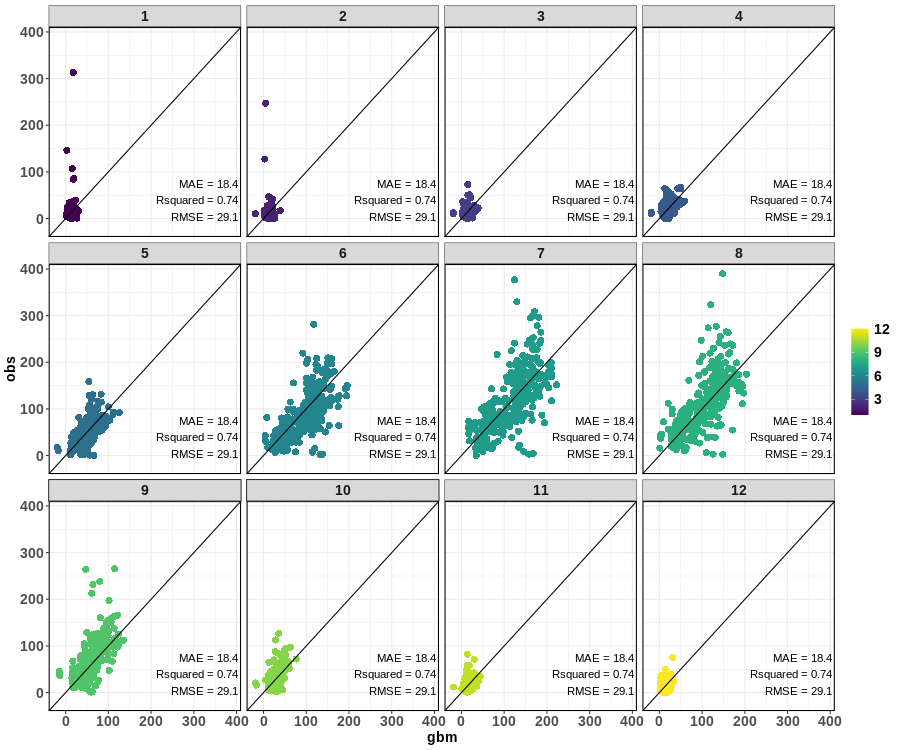 1 2 3 4
400
300
200
100
0
MAE = 18.4 MAE = 18.4 MAE = 18.4 MAE = 18.4
Rsquared = 0.74 Rsquared = 0.74 Rsquared = 0.74 Rsquared = 0.74
RMSE = 29.1 RMSE = 29.1 RMSE = 29.1 RMSE = 29.1
5 6 7 8
400
300
200
100
0
MAE = 18.4 MAE = 18.4 MAE = 18.4 MAE = 18.4
Rsquared = 0.74 Rsquared = 0.74 Rsquared = 0.74 Rsquared = 0.74
RMSE = 29.1 RMSE = 29.1 RMSE = 29.1 RMSE = 29.1
obs
12
9
6
3
9 10 11 12
400
300
200
100
0
MAE = 18.4 MAE = 18.4 MAE = 18.4 MAE = 18.4
Rsquared = 0.74 Rsquared = 0.74 Rsquared = 0.74 Rsquared = 0.74
RMSE = 29.1 RMSE = 29.1 RMSE = 29.1 RMSE = 29.1
0 100 200 300 400 0 100 200 300 400 0 100 200 300 400 0 100 200 300 400
gbm